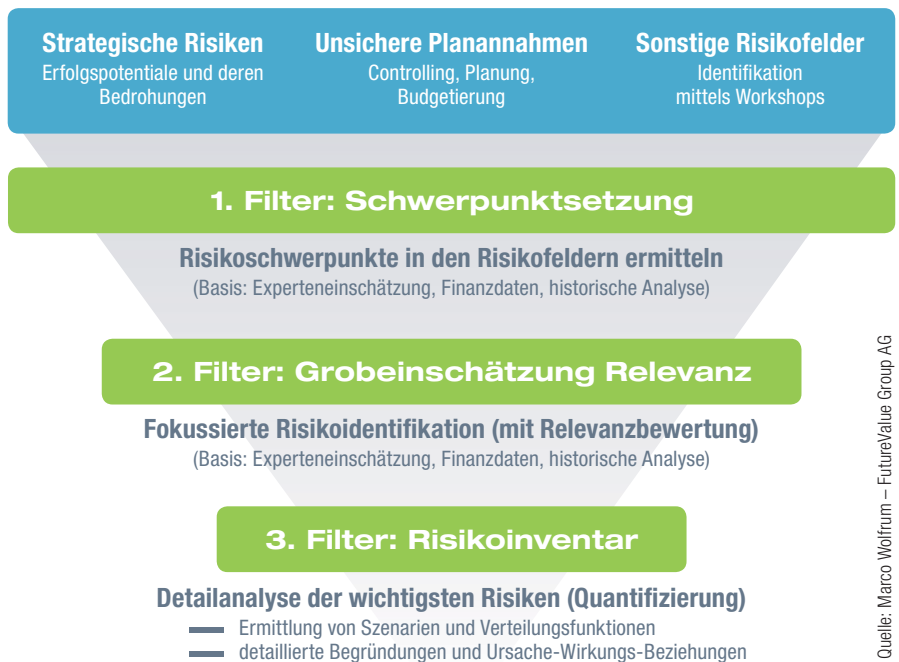 Strategische Risiken
Erfolgspotentiale und deren
Bedrohungen
Unsichere Planannahmen
Controlling, Planung,
Budgetierung
Sonstige Risikofelder
Identifikation
mittels Workshops
1. Filter: Schwerpunktsetzung
Risikoschwerpunkte in den Risikofeldern ermitteln
(Basis: Experteneinschätzung, Finanzdaten, historische Analyse)
2. Filter: Grobeinschätzung Relevanz
Fokussierte Risikoidentifikation (mit Relevanzbewertung)
(Basis: Experteneinschätzung, Finanzdaten, historische Analyse)
3. Filter: Risikoinventar
Detailanalyse der wichtigsten Risiken (Quantifizierung)
Ermittlung von Szenarien und Verteilungsfunktionen
detaillierte Begründungen und Ursache-Wirkungs-Beziehungen
Quelle: Marco Wolfrum – FutureValue Group AG